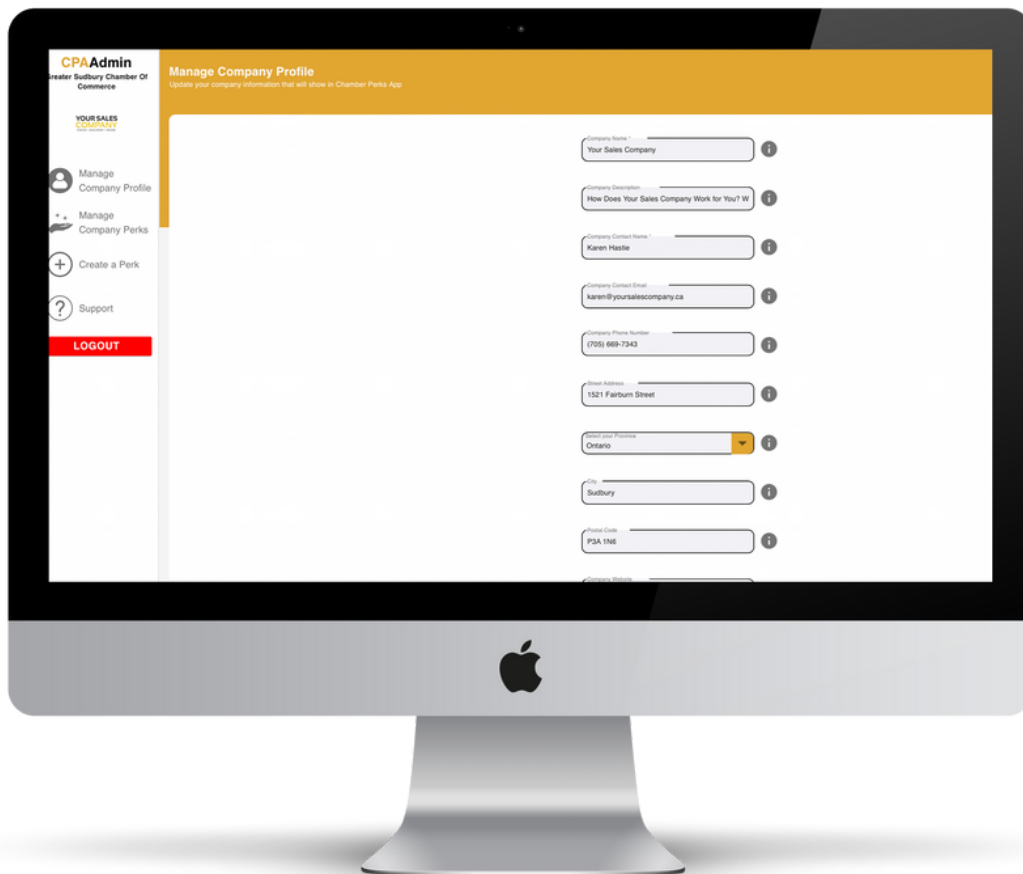 CPAAdmin
Greater Sudbury Chamber Of
Commerce
YOUR SALES
COMPANY
Manage
Company Profile
Manage
Company Perks
Create a Perk
Support
LOGOUT
Manage Company Profile
Update your company information that will show in Chamber Perks App
Company Name *
Your Sales Company
Company Description
How Does Your Sales Company Work for You? W
Company Contact Name *
Karen Hastie
Company Contact Email
karen@yoursalescompany.ca
Company Phone Number
(705) 669-7343
Street Address
1521 Fairburn Street
Select your Province
Ontario
City
Sudbury
Postal Code
P3A 1N6
Company Website